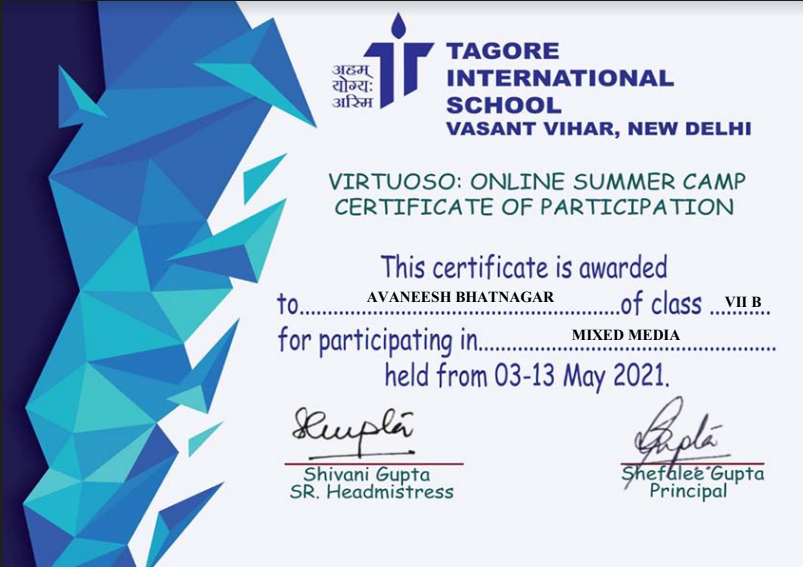 अहम्
योग्यः
अस्मि
TAGORE
INTERNATIONAL
SCHOOL
VASANT VIHAR, NEW DELHI
VIRTUOSO: ONLINE SUMMER CAMP
CERTIFICATE OF PARTICIPATION
This certificate is awarded
to.....AVANEESH BHATNAGAR.....of class ..VII B..
for participating in.....MIXED MEDIA.....
held from 03-13 May 2021.
SGupta
SGupta
Shivani Gupta
Shefalee Gupta
SR. Headmistress
Principal